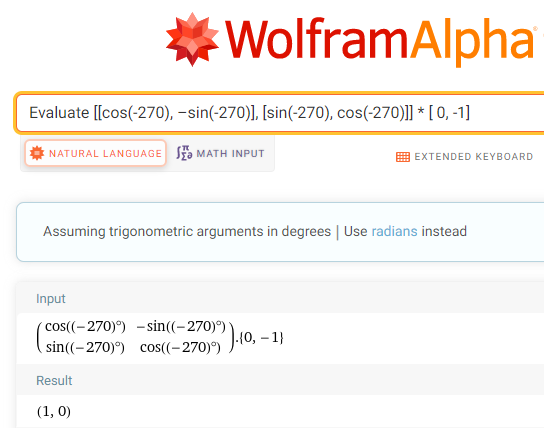 WolframAlpha
Evaluate [[cos(-270), −sin(-270)], [sin(-270), cos(-270)]] * [ 0, -1]
NATURAL LANGUAGE MATH INPUT EXTENDED KEYBOARD
Assuming trigonometric arguments in degrees | Use radians instead
Input
( cos((−270)°) −sin((−270)°)
sin((−270)°) cos((−270)°) ).{0, −1}
Result
(1, 0)